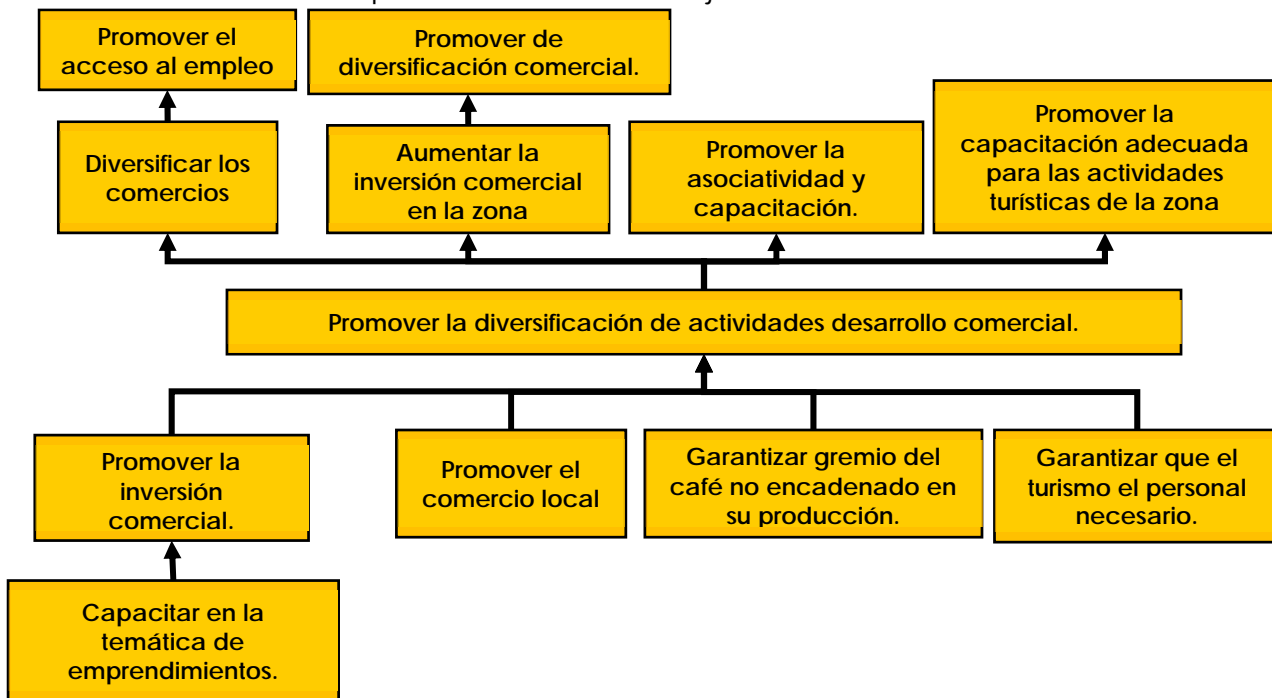 Promover el
acceso al empleo
Promover de
diversificación comercial.
Diversificar los
comercios
Aumentar la
inversión comercial
en la zona
Promover la
asociatividad y
capacitación.
Promover la
capacitación adecuada
para las actividades
turísticas de la zona
Promover la diversificación de actividades desarrollo comercial.
Promover la
inversión
comercial.
Promover el
comercio local
Garantizar gremio del
café no encadenado en
su producción.
Garantizar que el
turismo el personal
necesario.
Capacitar en la
temática de
emprendimientos.